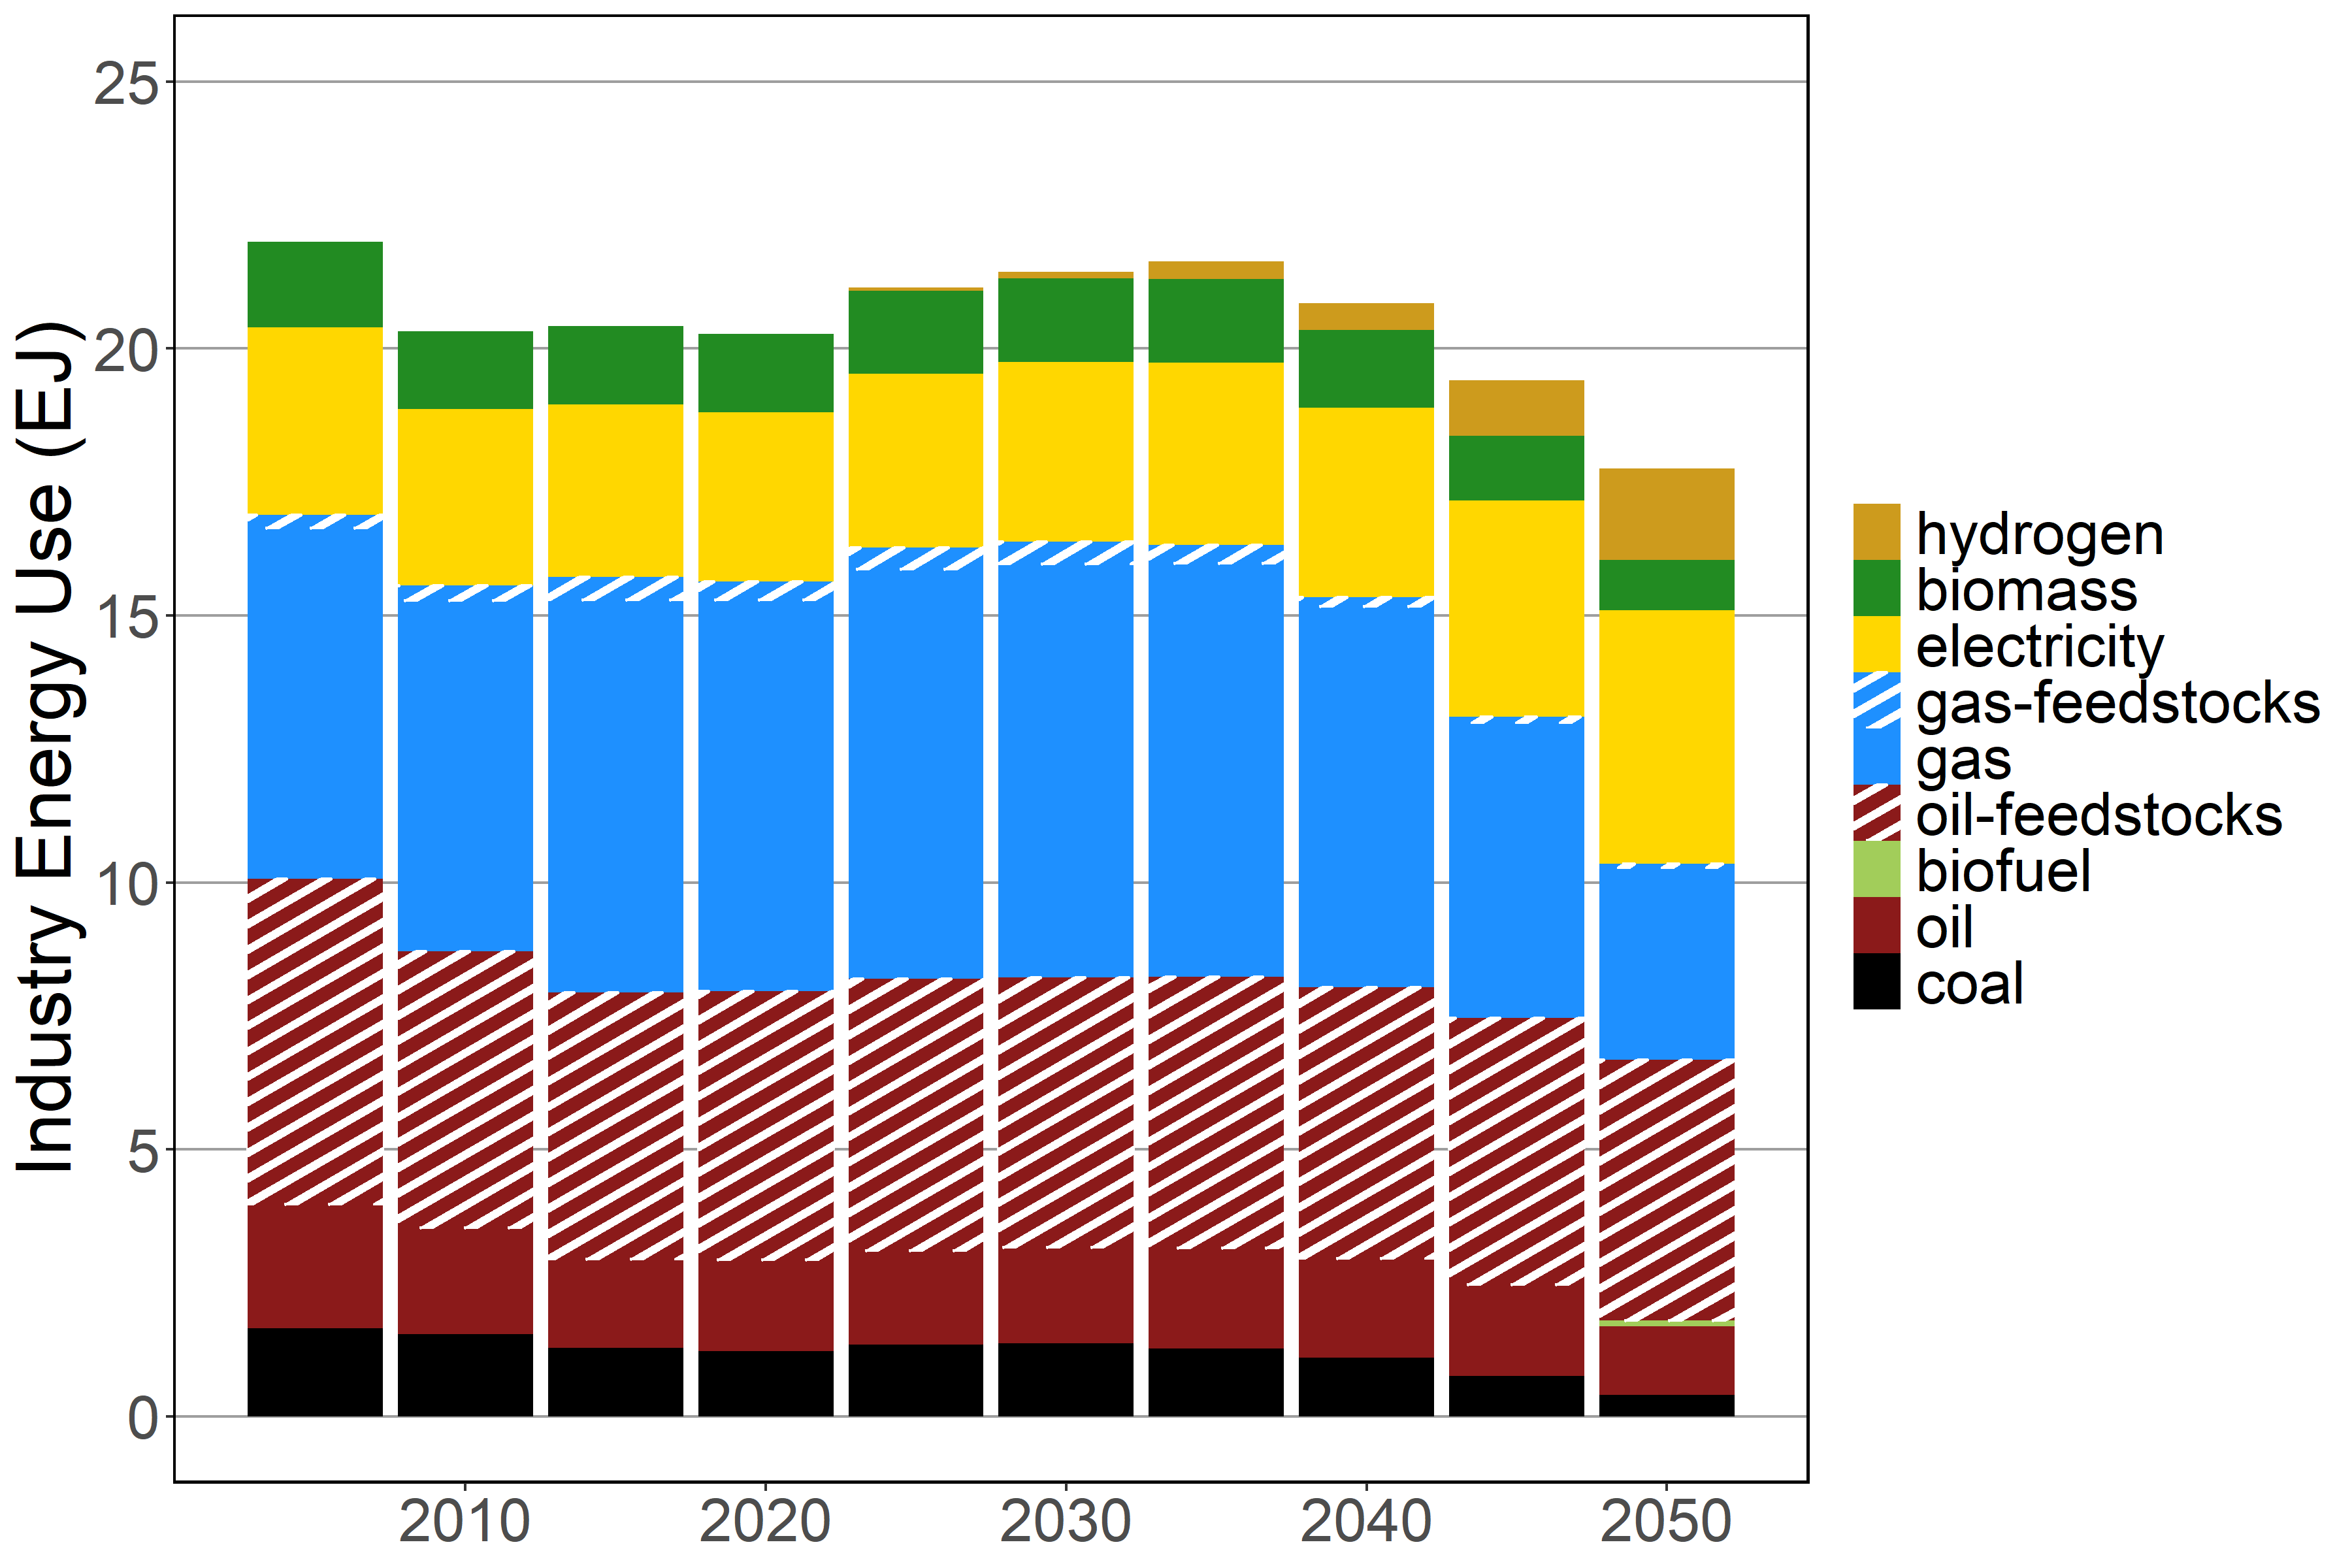 Industry Energy Use (EJ)
25
20
15
10
5
0
2010
2020
2030
2040
2050
hydrogen
biomass
electricity
gas-feedstocks
gas
oil-feedstocks
biofuel
oil
coal